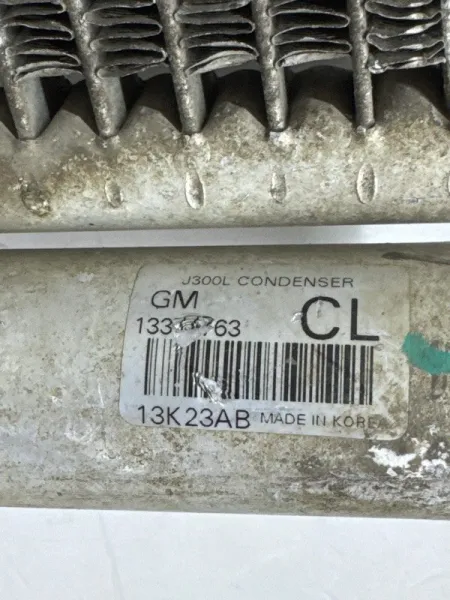 J300L CONDENSER
GM
CL
13K23AB MADE IN KOREA